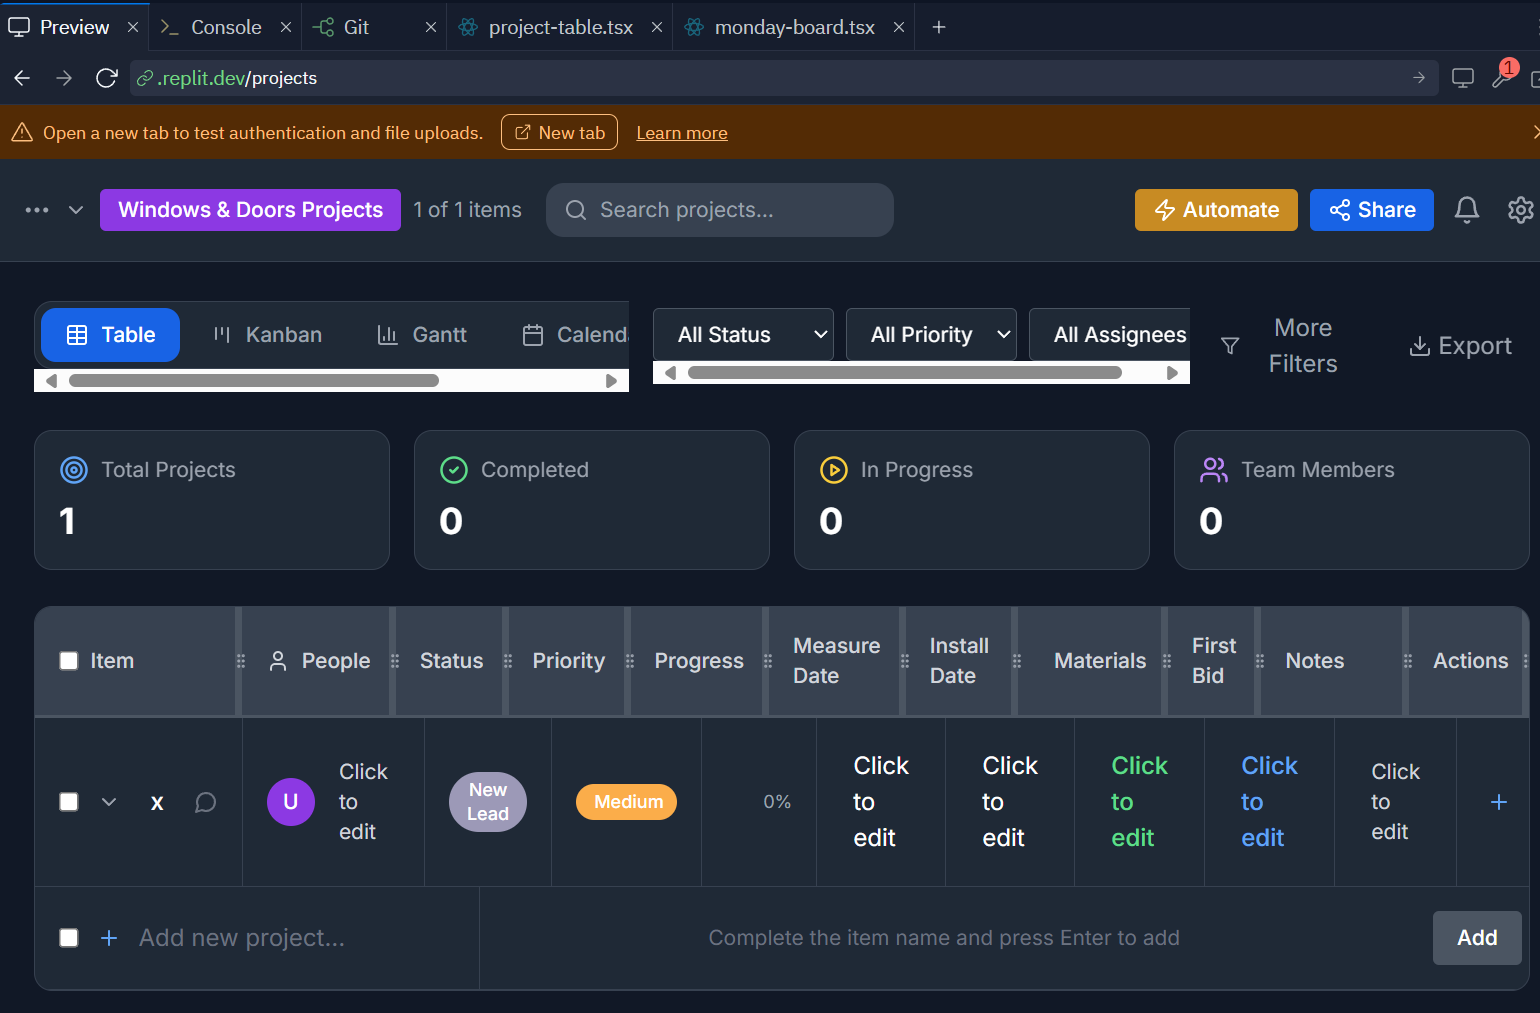 Preview
Console
Git
project-table.tsx
monday-board.tsx
.replit.dev/projects
1
Open a new tab to test authentication and file uploads.
New tab
Learn more
Windows & Doors Projects
1 of 1 items
Search projects...
Automate
Share
Table
Kanban
Gantt
Calend
All Status
All Priority
All Assignees
More
Filters
Export
Total Projects
1
Completed
0
In Progress
0
Team Members
0
Item
People
Status
Priority
Progress
Measure
Date
Install
Date
Materials
First
Bid
Notes
Actions
x
U
Click
to
edit
New
Lead
Medium
0%
Click
to
edit
Click
to
edit
Click
to
edit
Click
to
edit
Click
to
edit
Add new project...
Complete the item name and press Enter to add
Add